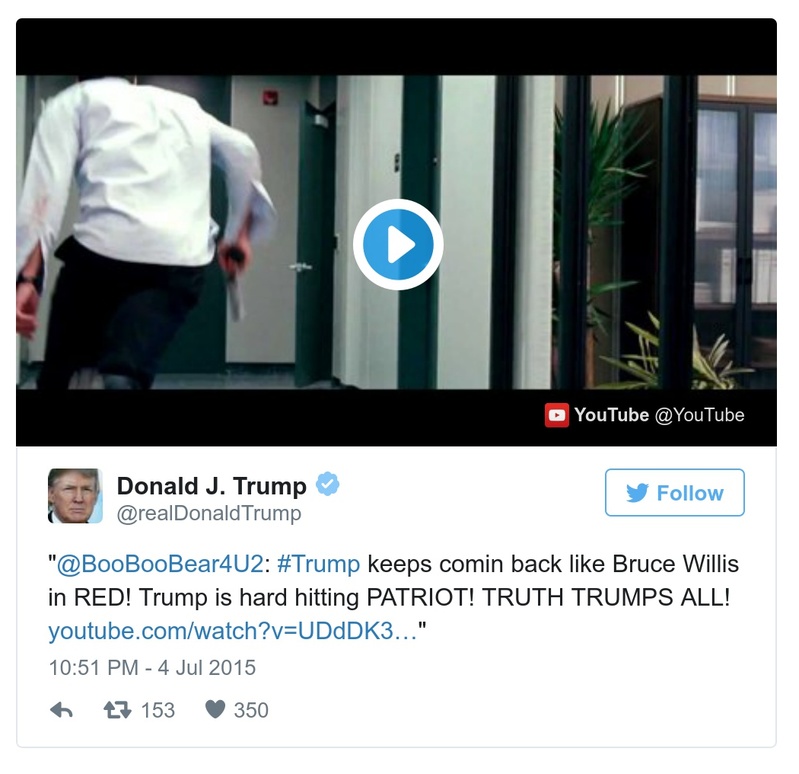 YouTube @YouTube
Donald J. Trump
@realDonaldTrump
Follow
"@BooBooBear4U2: #Trump keeps comin back like Bruce Willis
in RED! Trump is hard hitting PATRIOT! TRUTH TRUMPS ALL!
youtube.com/watch?v=UDdDK3…"
10:51 PM - 4 Jul 2015
153 350